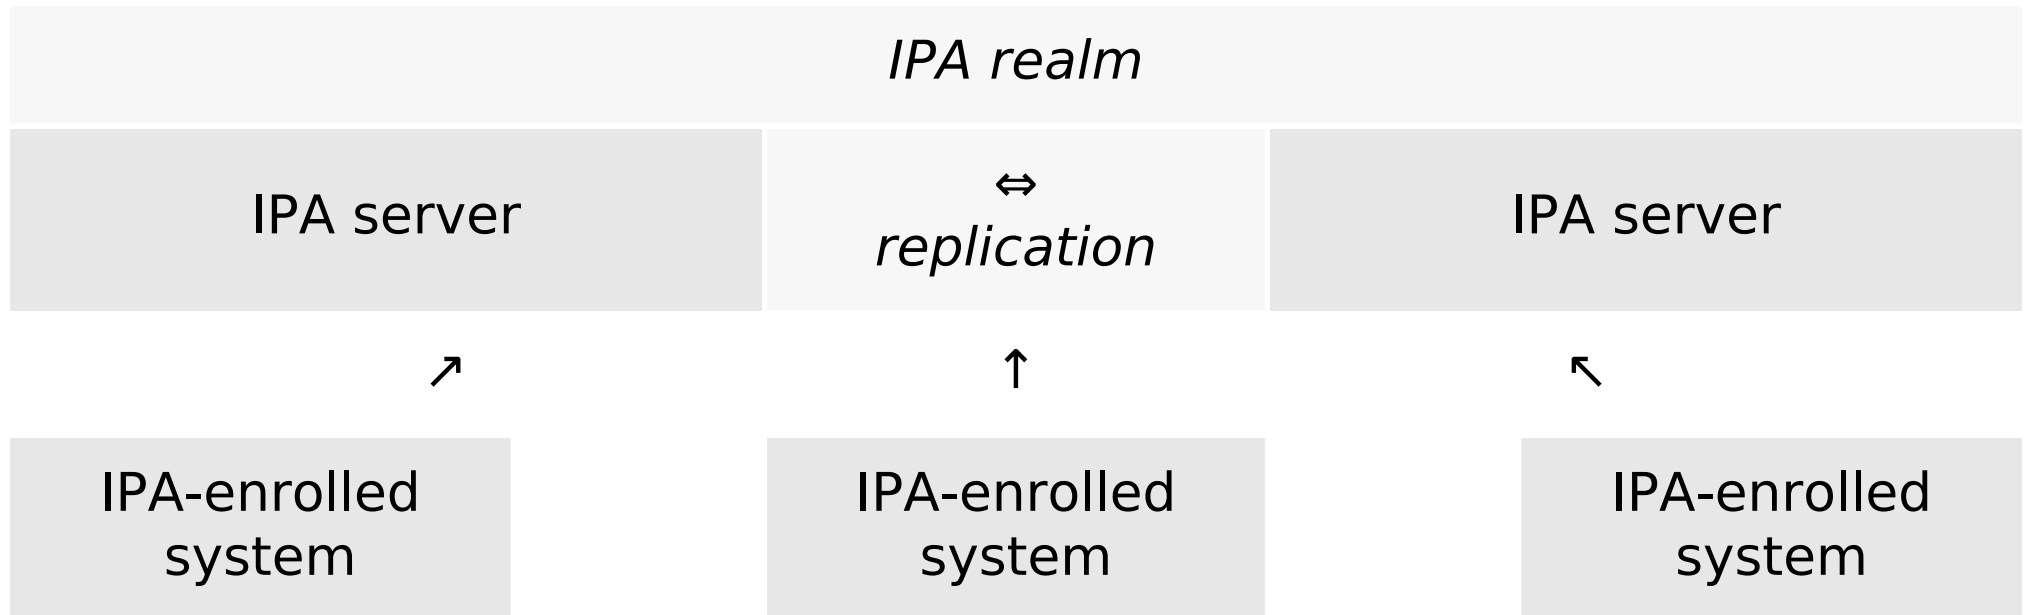 IPA realm
IPA server
⇔
replication
IPA server
↗ ↑ ↖
IPA-enrolled
system
IPA-enrolled
system
IPA-enrolled
system